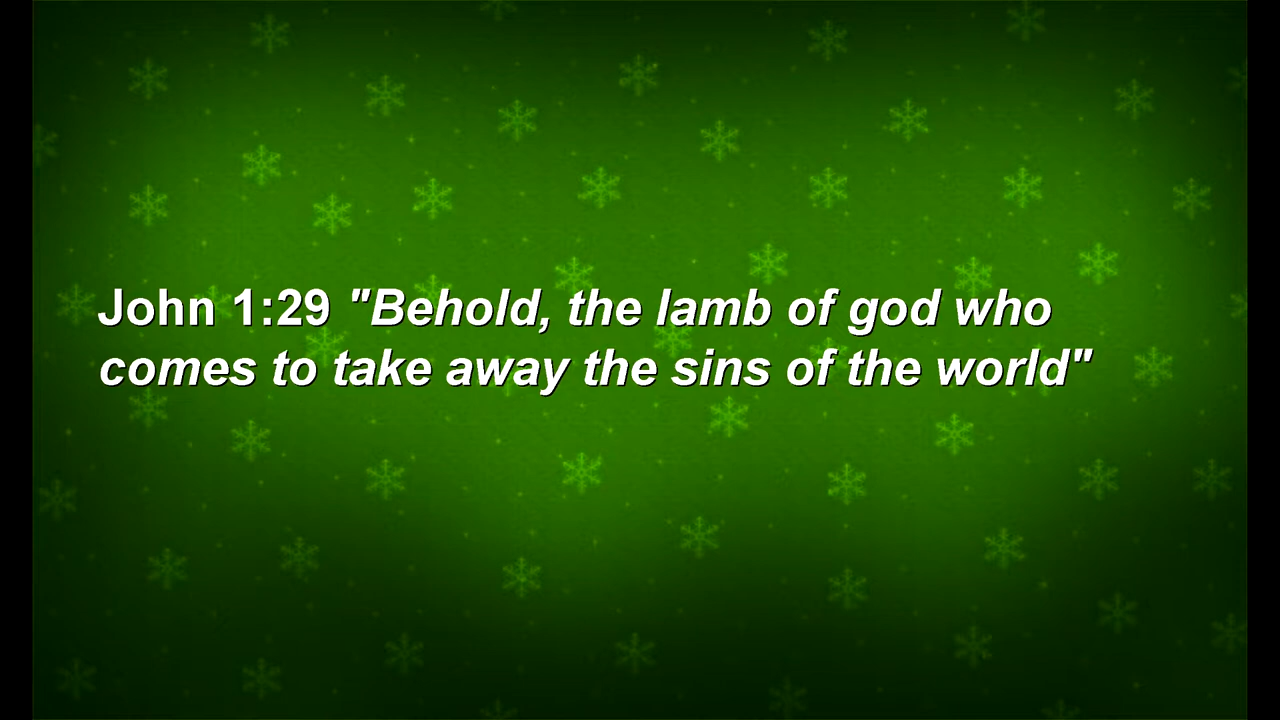 John 1:29 "Behold, the lamb of god who
comes to take away the sins of the world"